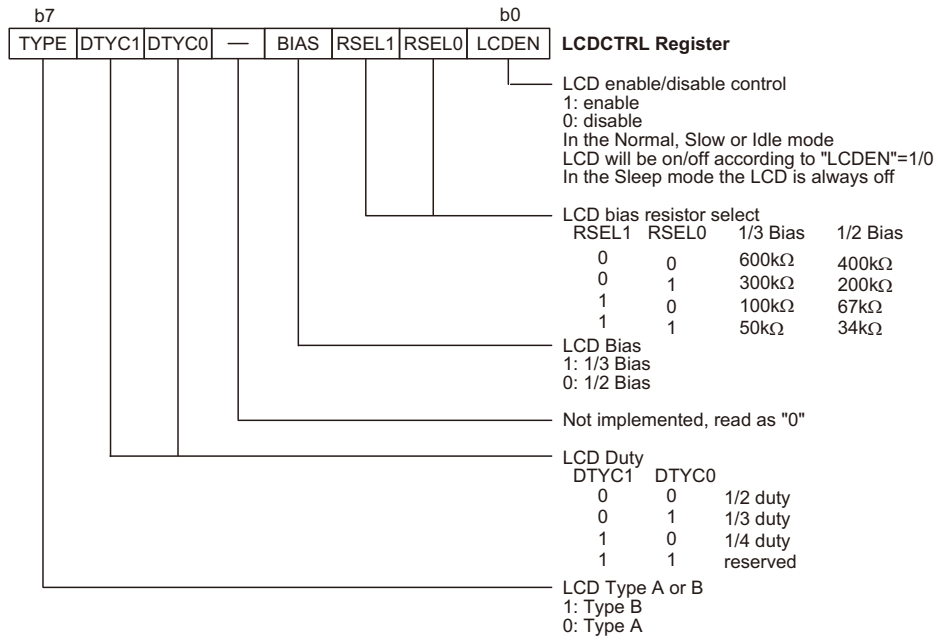 b7 b0
TYPE DTYC1 DTYC0 — BIAS RSEL1 RSEL0 LCDEN LCDCTRL Register
LCD enable/disable control
1: enable
0: disable
In the Normal, Slow or Idle mode
LCD will be on/off according to "LCDEN"=1/0
In the Sleep mode the LCD is always off
LCD bias resistor select
RSEL1 RSEL0 1/3 Bias 1/2 Bias
0 0 600kΩ 400kΩ
0 1 300kΩ 200kΩ
1 0 100kΩ 67kΩ
1 1 50kΩ 34kΩ
LCD Bias
1: 1/3 Bias
0: 1/2 Bias
Not implemented, read as "0"
LCD Duty
DTYC1 DTYC0
0 0 1/2 duty
0 1 1/3 duty
1 0 1/4 duty
1 1 reserved
LCD Type A or B
1: Type B
0: Type A